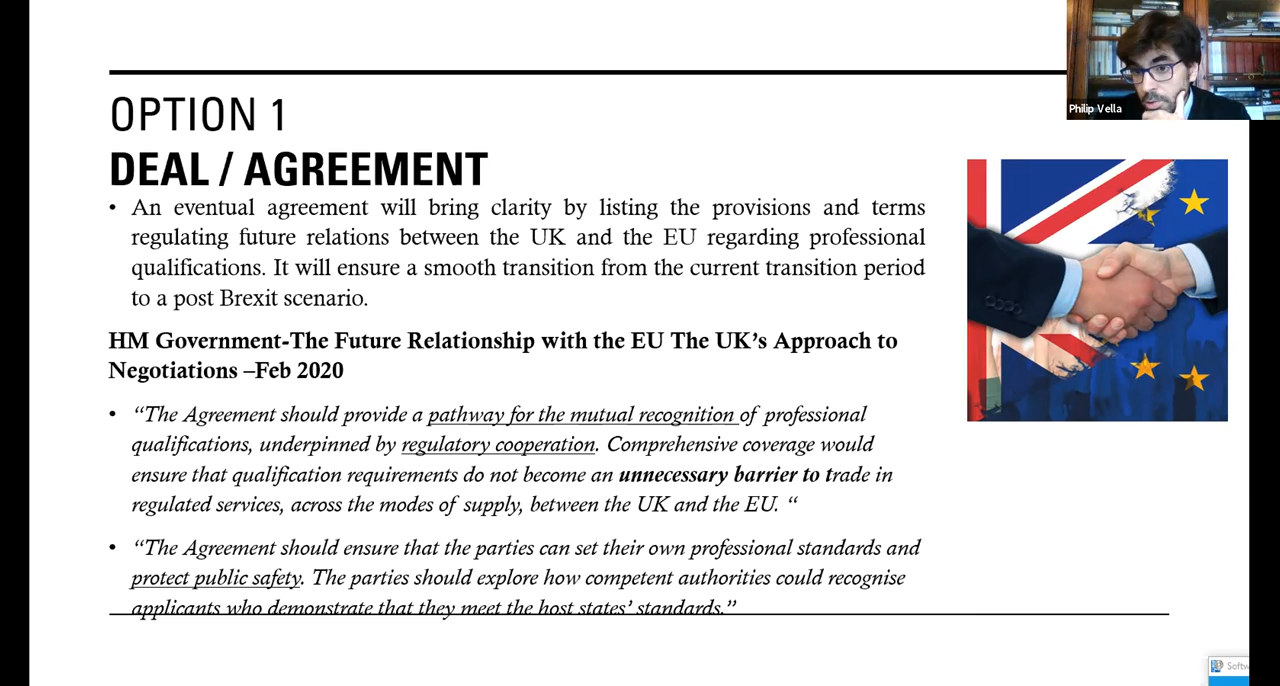 Philip Vella
OPTION 1
DEAL / AGREEMENT
• An eventual agreement will bring clarity by listing the provisions and terms
regulating future relations between the UK and the EU regarding professional
qualifications. It will ensure a smooth transition from the current transition period
to a post Brexit scenario.
HM Government-The Future Relationship with the EU The UK’s Approach to
Negotiations –Feb 2020
• “The Agreement should provide a pathway for the mutual recognition of professional
qualifications, underpinned by regulatory cooperation. Comprehensive coverage would
ensure that qualification requirements do not become an unnecessary barrier to trade in
regulated services, across the modes of supply, between the UK and the EU. “
• “The Agreement should ensure that the parties can set their own professional standards and
protect public safety. The parties should explore how competent authorities could recognise
applicants who demonstrate that they meet the host states’ standards.”